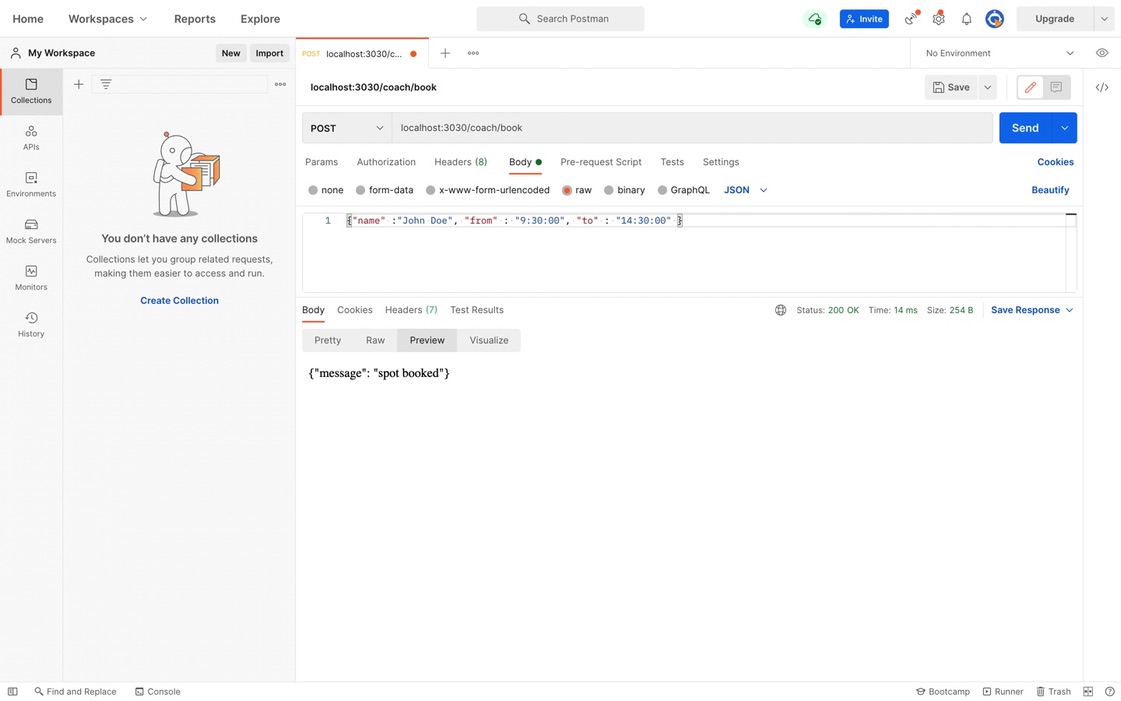 Home Workspaces Reports Explore Search Postman Invite Upgrade
My Workspace New Import POST localhost:3030/c... No Environment
Collections
APIs
Environments
Mock Servers
Monitors
History
You don't have any collections
Collections let you group related requests,
making them easier to access and run.
Create Collection
localhost:3030/coach/book Save
POST localhost:3030/coach/book Send
Params Authorization Headers (8) Body Pre-request Script Tests Settings Cookies
none form-data x-www-form-urlencoded raw binary GraphQL JSON Beautify
1 {"name" :"John Doe", "from" : "9:30:00", "to" : "14:30:00" }
Body Cookies Headers (7) Test Results Status: 200 OK Time: 14 ms Size: 254 B Save Response
Pretty Raw Preview Visualize
{"message": "spot booked"}
Find and Replace Console Bootcamp Runner Trash